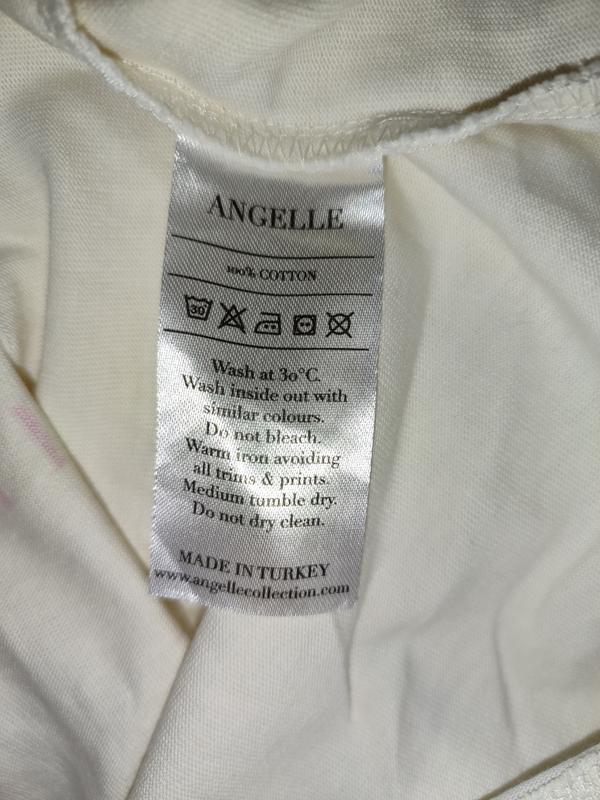 ANGELLE
100% COTTON
30
Wash at 30°C.
Wash inside out with
similar colours.
Do not bleach.
Warm iron avoiding
all trims & prints.
Medium tumble dry.
Do not dry clean.
MADE IN TURKEY
www.angellecollection.com